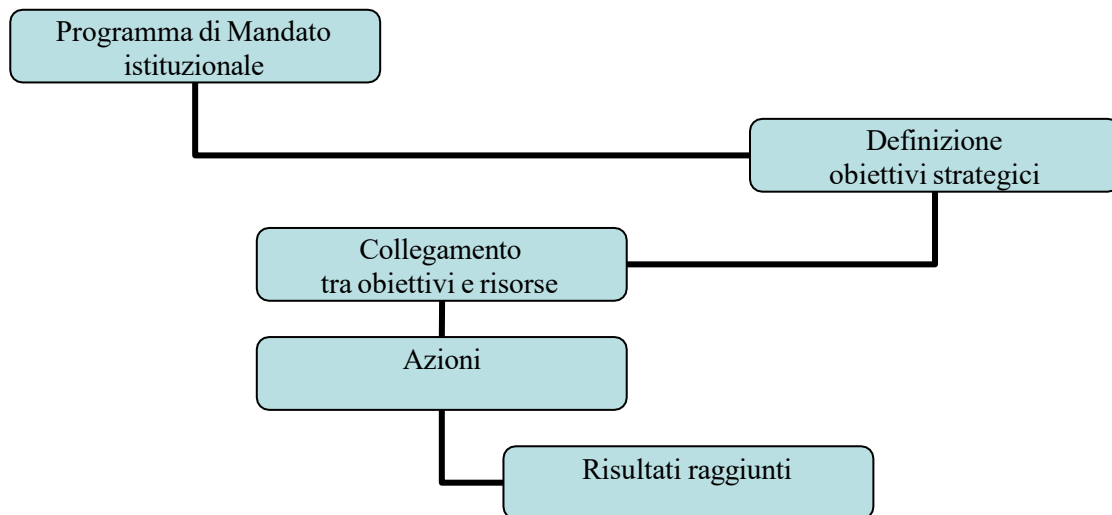 Programma di Mandato
istituzionale
Definizione
obiettivi strategici
Collegamento
tra obiettivi e risorse
Azioni
Risultati raggiunti